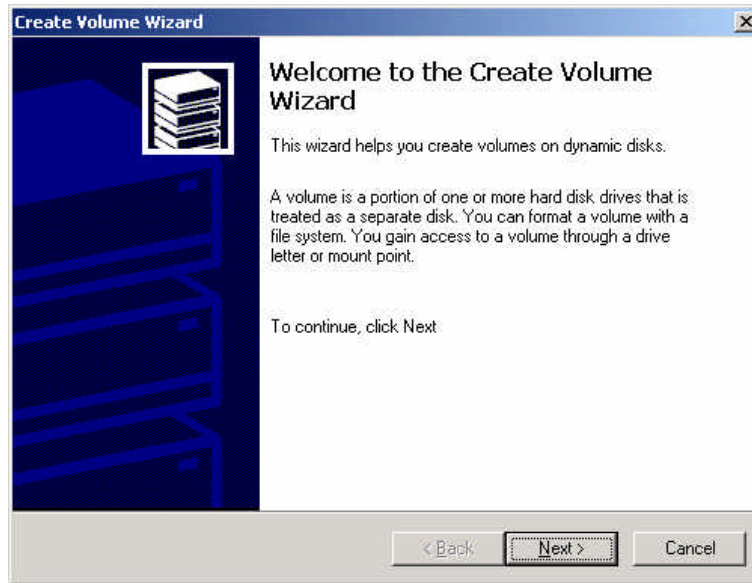 Create Volume Wizard
Welcome to the Create Volume
Wizard
This wizard helps you create volumes on dynamic disks.
A volume is a portion of one or more hard disk drives that is
treated as a separate disk. You can format a volume with a
file system. You gain access to a volume through a drive
letter or mount point.
To continue, click Next
< Back
Next >
Cancel